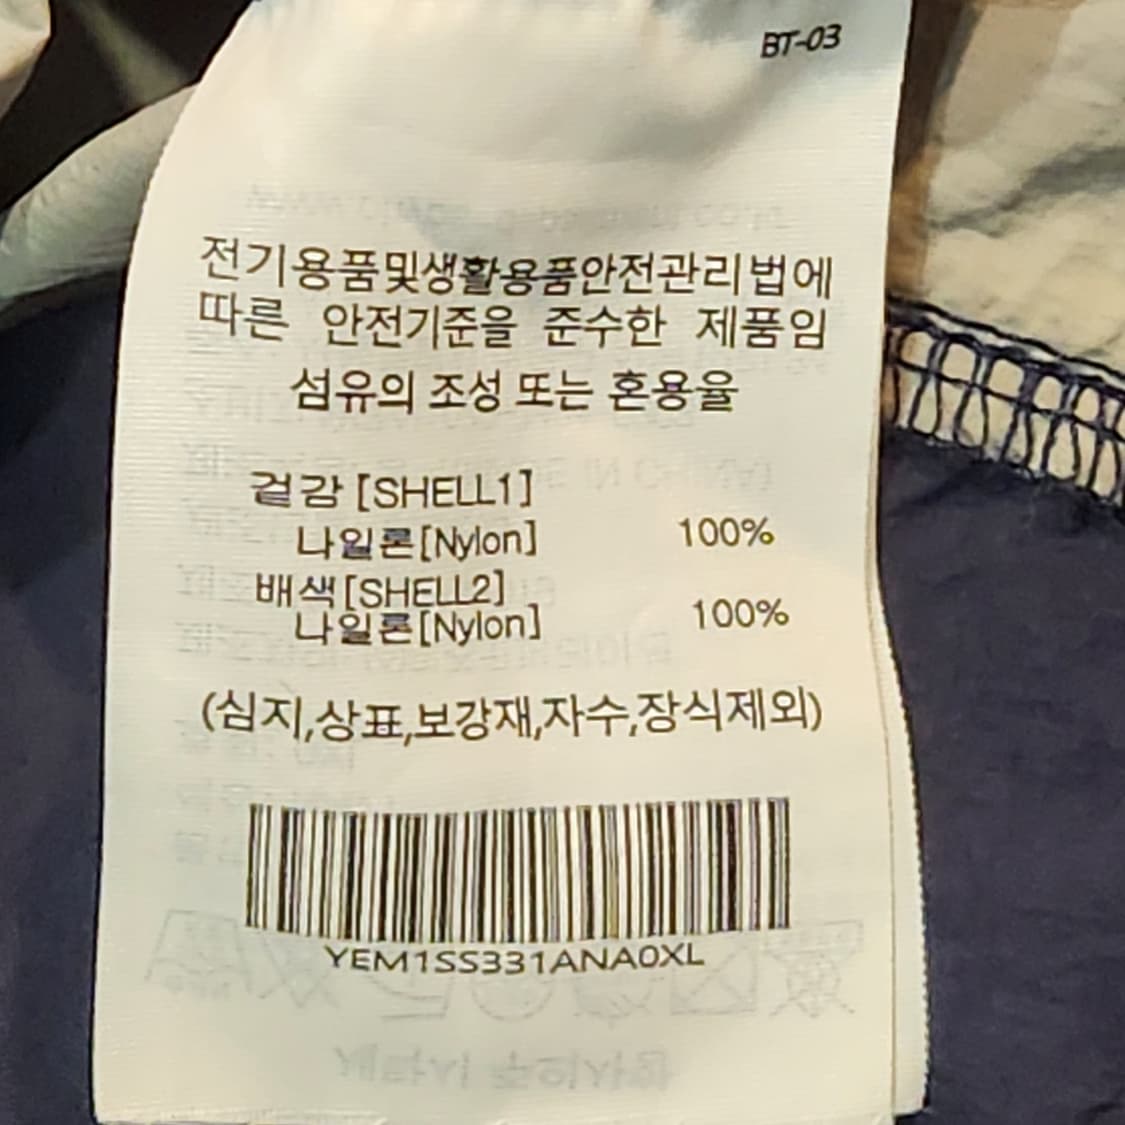 BT-03
전기용품및생활용품안전관리법에
따른 안전기준을 준수한 제품임
섬유의 조성 또는 혼용율
겉감 [SHELL1]
나일론[Nylon] 100%
배색[SHELL2]
나일론[Nylon] 100%
(심지,상표,보강재,자수,장식제외)
YEM1SS331ANA0XL